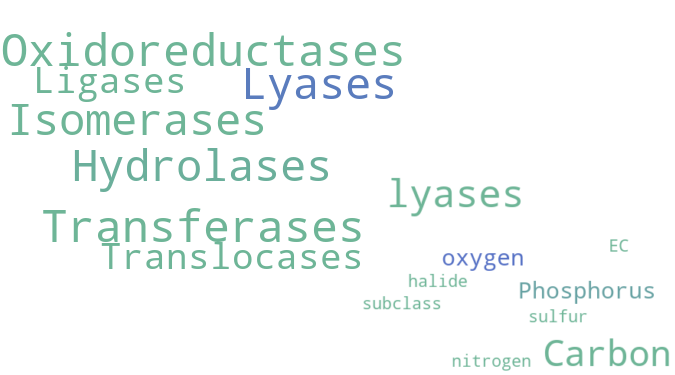 Oxidoreductases
Ligases
Lyases
Isomerases
Hydrolases
lyases
Transferases
Translocases
EC
oxygen
halide
Phosphorus
subclass
sulfur
nitrogen
Carbon